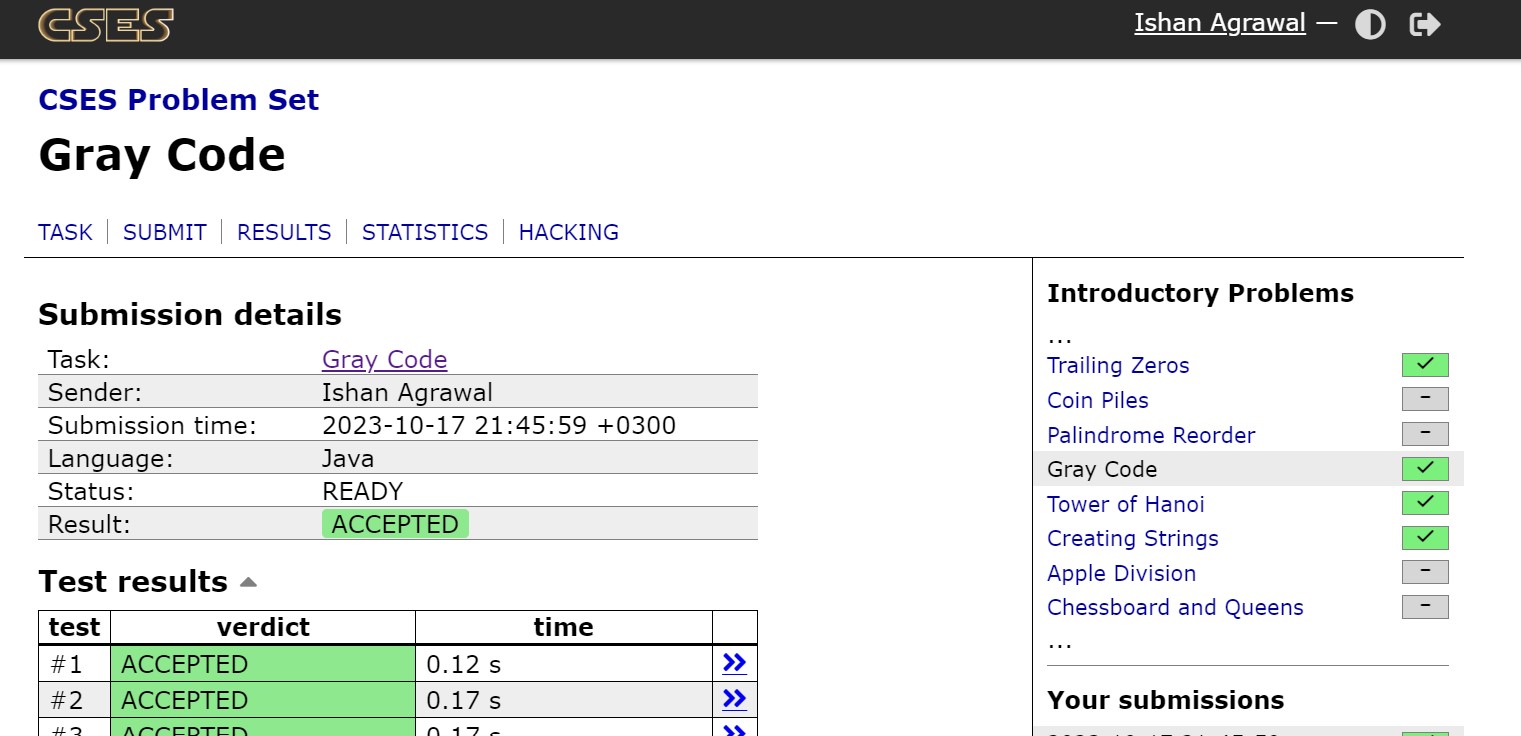 CSES
Ishan Agrawal —
CSES Problem Set
Gray Code
TASK SUBMIT RESULTS STATISTICS HACKING
Submission details
Task: Gray Code
Sender: Ishan Agrawal
Submission time: 2023-10-17 21:45:59 +0300
Language: Java
Status: READY
Result: ACCEPTED
Test results
test verdict time
#1 ACCEPTED 0.12 s
#2 ACCEPTED 0.17 s
#3 ACCEPTED 0.17 s
Introductory Problems
...
Trailing Zeros
Coin Piles –
Palindrome Reorder –
Gray Code
Tower of Hanoi
Creating Strings
Apple Division –
Chessboard and Queens –
...
Your submissions